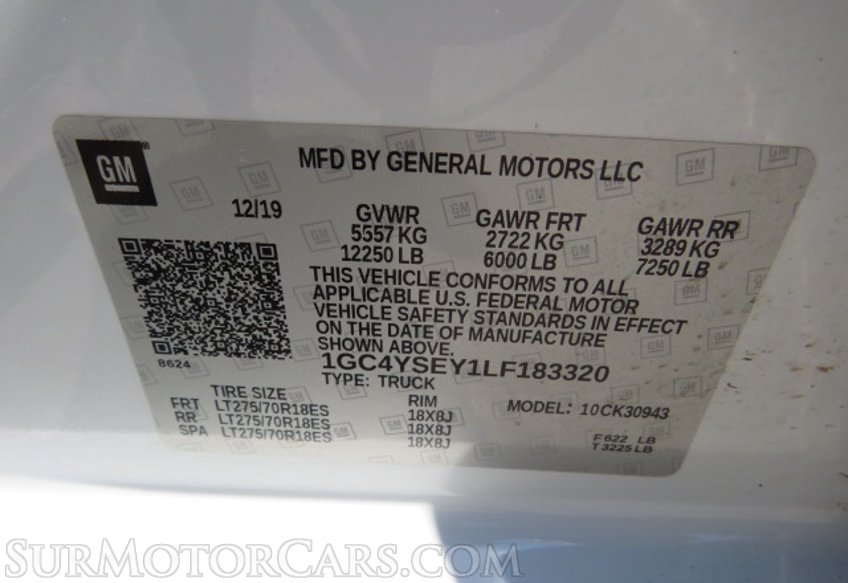 GM
MFD BY GENERAL MOTORS LLC
12/19
GVWR
5557 KG
12250 LB
GAWR FRT
2722 KG
6000 LB
GAWR RR
3289 KG
7250 LB
THIS VEHICLE CONFORMS TO ALL
APPLICABLE U.S. FEDERAL MOTOR
VEHICLE SAFETY STANDARDS IN EFFECT
ON THE DATE OF MANUFACTURE
SHOWN ABOVE.
8624
1GC4YSEY1LF183320
TYPE: TRUCK
TIRE SIZE RIM
FRT LT275/70R18ES 18X8J
RR LT275/70R18ES 18X8J
SPA LT275/70R18ES 18X8J
MODEL: 10CK30943
F 622 LB
T 3225 LB
SURMOTORCARS.COM